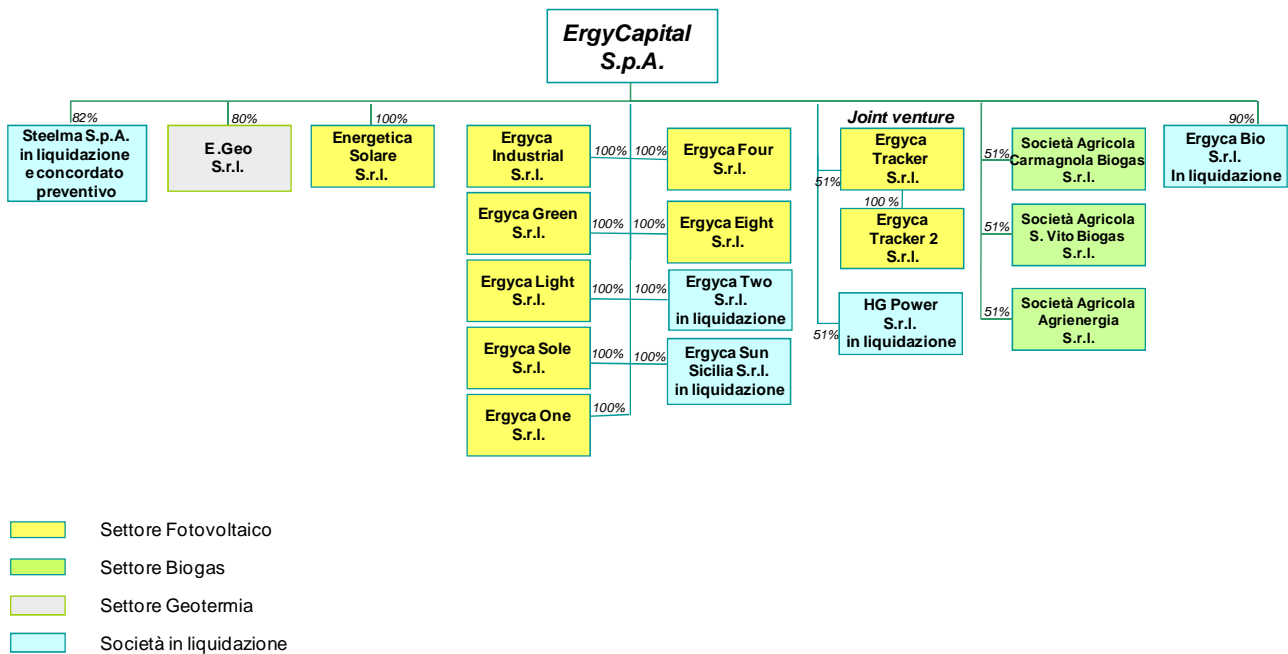 ErgyCapital
S.p.A.
82%
Steelma S.p.A.
in liquidazione
e concordato
preventivo
80%
E .Geo
S.r.l.
100%
Energetica
Solare
S.r.l.
Ergyca
Industrial
S.r.l.
100%
100%
Ergyca Four
S.r.l.
Ergyca Green
S.r.l.
100%
100%
Ergyca Eight
S.r.l.
Ergyca Light
S.r.l.
100%
100%
Ergyca Two
S.r.l.
in liquidazione
Ergyca Sole
S.r.l.
100%
100%
Ergyca Sun
Sicilia S.r.l.
in liquidazione
Ergyca One
S.r.l.
100%
Joint venture
Ergyca
Tracker
S.r.l.
51%
100 %
Ergyca
Tracker 2
S.r.l.
HG Power
S.r.l.
in liquidazione
51%
51%
Società Agricola
Carmagnola Biogas
S.r.l.
51%
Società Agricola
S. Vito Biogas
S.r.l.
51%
Società Agricola
Agrienergia
S.r.l.
90%
Ergyca Bio
S.r.l.
In liquidazione
Settore Fotovoltaico
Settore Biogas
Settore Geotermia
Società in liquidazione